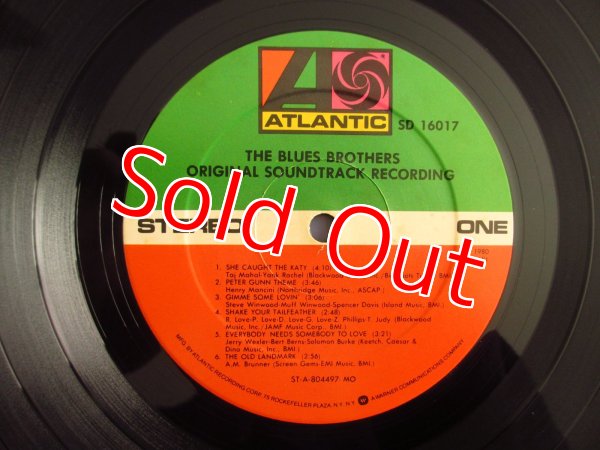 ATLANTIC
SD 16017
THE BLUES BROTHERS
ORIGINAL SOUNDTRACK RECORDING
Sold Out
STEREO
ONE
1980
1. SHE CAUGHT THE KATY (4:10)
Taj Mahal-Yank Rachel (Blackwood BMI)
2. PETER GUNN THEME (3:46)
Henry Mancini (Northridge Music, Inc., ASCAP)
3. GIMME SOME LOVIN' (3:06)
Steve Winwood-Muff Winwood-Spencer Davis (Island Music, BMI)
4. SHAKE YOUR TAILFEATHER (2:48)
R. Love-P. Love-D. Love-G. Love-Z. Phillips T. Judy (Blackwood
Music, Inc./JAMF Music Corp., BMI)
5. EVERYBODY NEEDS SOMEBODY TO LOVE (3:21)
Jerry Wexler-Bert Berns-Solomon Burke (Keetch, Caesar &
Dino Music, Inc., BMI)
6. THE OLD LANDMARK (2:56)
A.M. Brunner (Screen Gems-EMI Music, BMI)
ST-A-804497 MO
MFG. BY ATLANTIC RECORDING CORP. 75 ROCKEFELLER PLAZA, N.Y. N.Y. A WARNER COMMUNICATIONS COMPANY